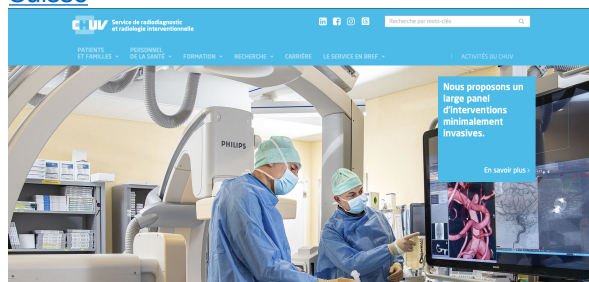 Suisse
CHUV Service de radiodiagnostic
et radiologie interventionnelle
Recherche par mots-clés
PATIENTS
ET FAMILLES
PERSONNEL
DE LA SANTÉ
FORMATION
RECHERCHE
CARRIÈRE
LE SERVICE EN BREF
ACTIVITÉS DU CHUV
Nous proposons un
large panel
d'interventions
minimalement
invasives.
En savoir plus >
PHILIPS